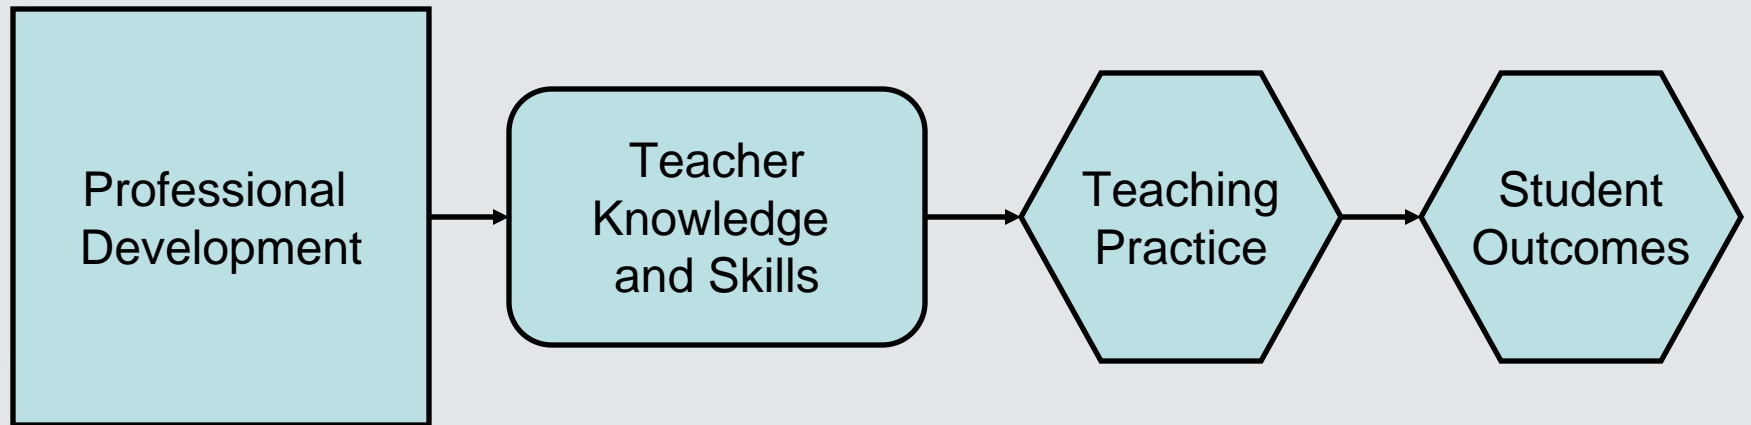 Professional
Development
Teacher
Knowledge
and Skills
Teaching
Practice
Student
Outcomes